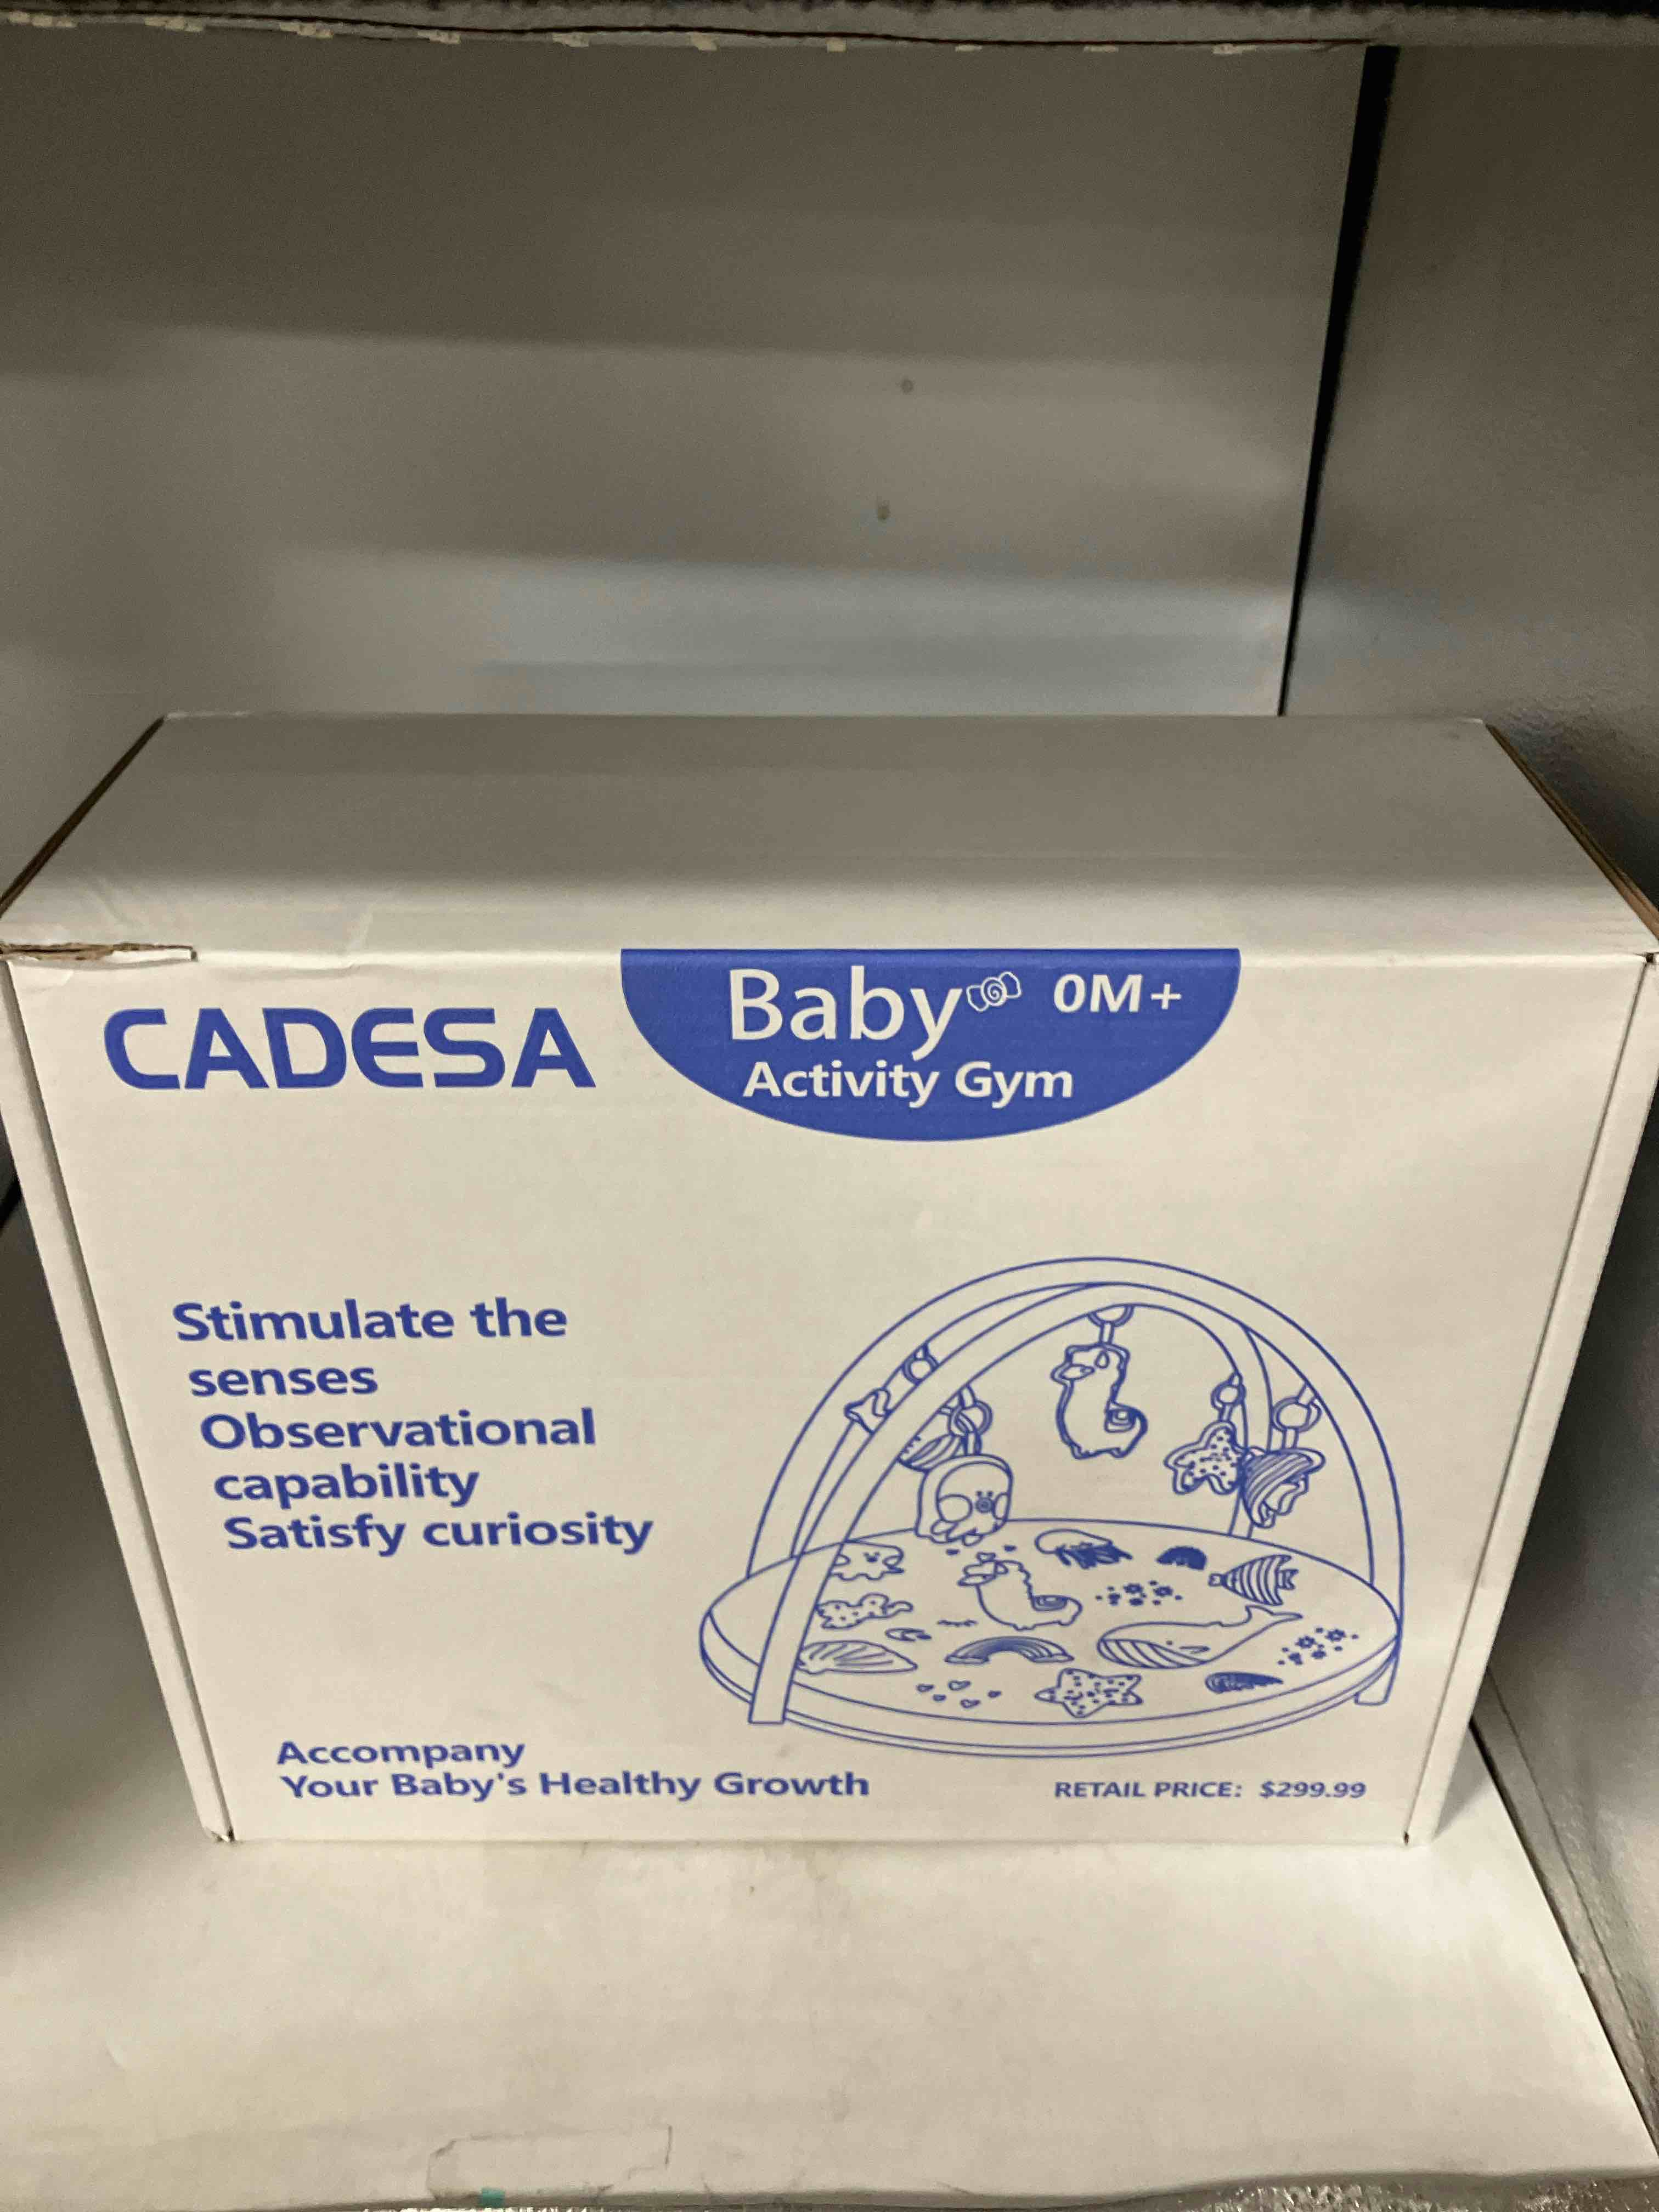 CADESA
Baby 0M+
Activity Gym
Stimulate the
senses
Observational
capability
Satisfy curiosity
Accompany
Your Baby's Healthy Growth
RETAIL PRICE: $299.99